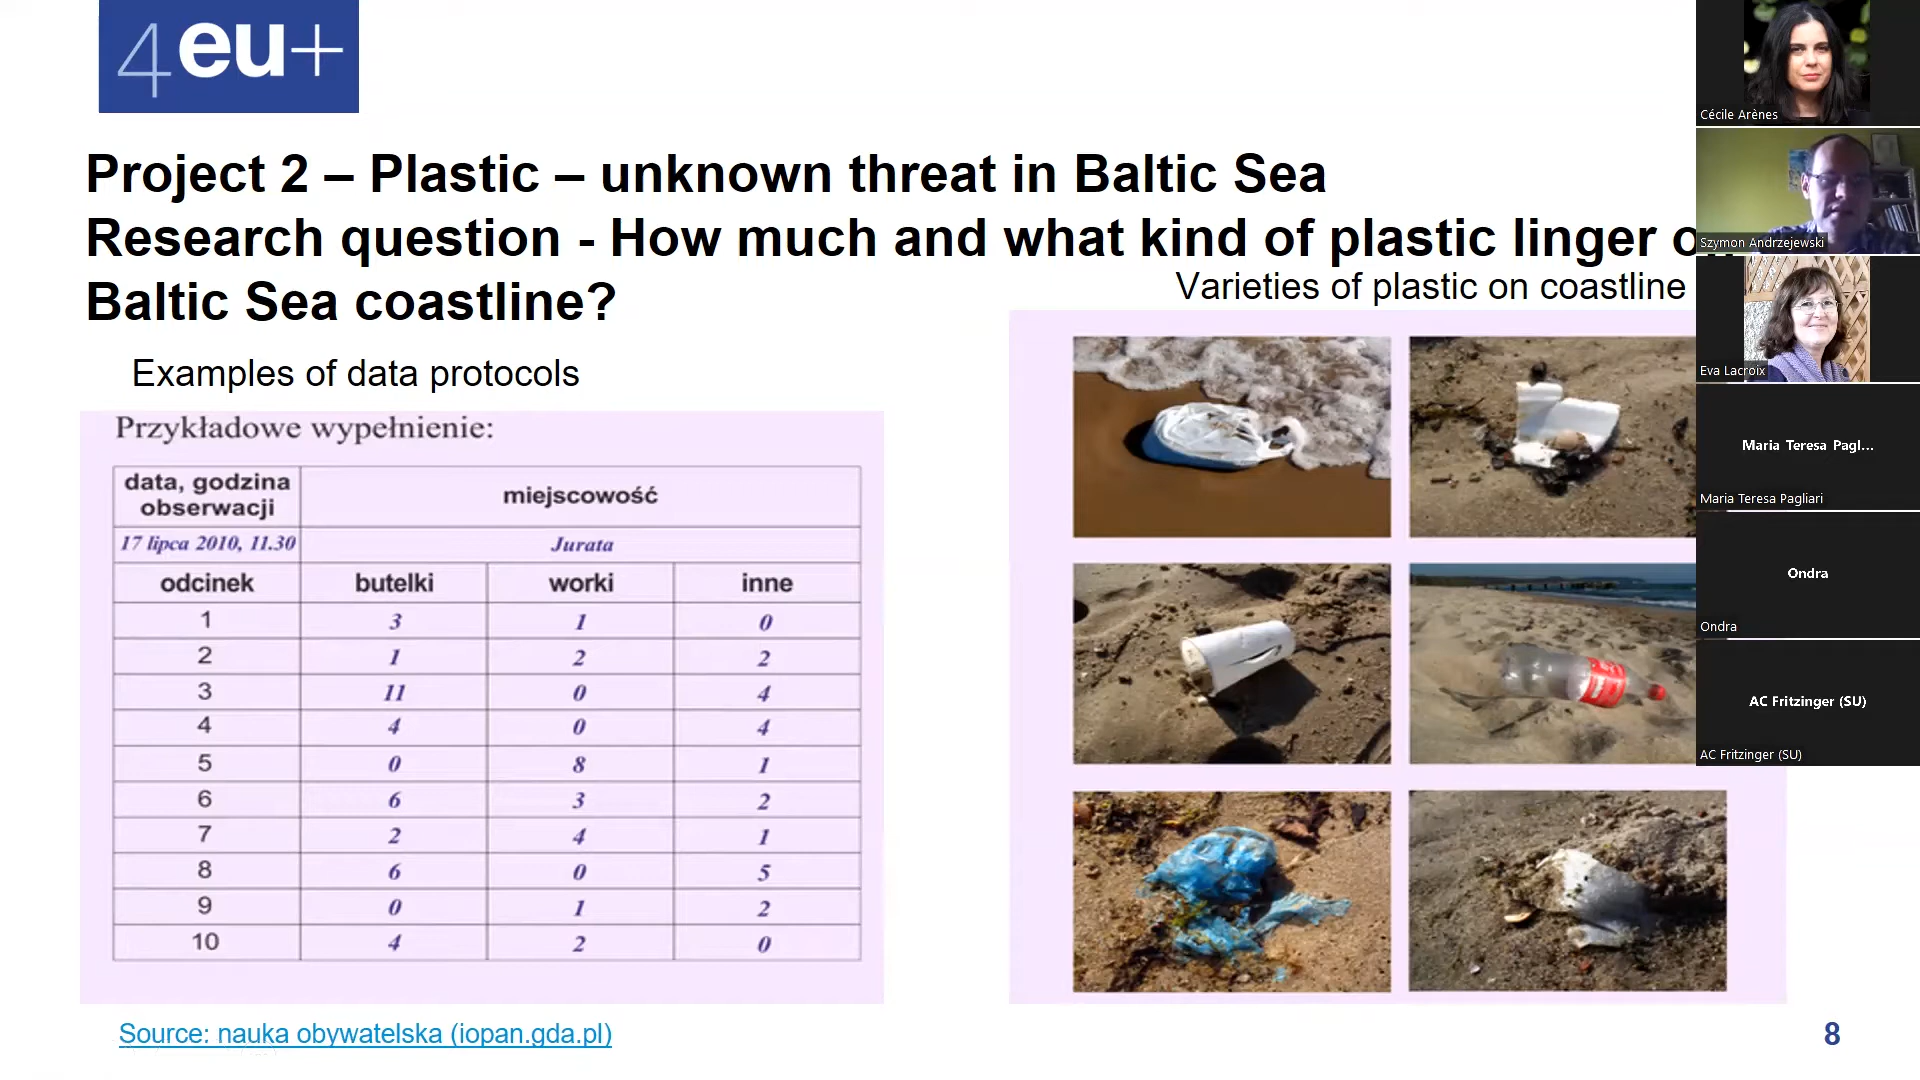 4eu+
Project 2 – Plastic – unknown threat in Baltic Sea
Research question - How much and what kind of plastic linger
Baltic Sea coastline?
Varieties of plastic on coastline
Examples of data protocols
Przykładowe wypełnienie:
data, godzina obserwacji miejscowość
17 lipca 2010, 11.30 Jurata
odcinek butelki worki inne
1 3 1 0
2 1 2 2
3 11 0 4
4 4 0 4
5 0 8 1
6 6 3 2
7 2 4 1
8 6 0 5
9 0 1 2
10 4 2 0
Source: nauka obywatelska (iopan.gda.pl)
8
Cécile Arènes
Szymon Andrzejewski
Eva Lacroix
Maria Teresa Pagl...
Maria Teresa Pagliari
Ondra
Ondra
AC Fritzinger (SU)
AC Fritzinger (SU)